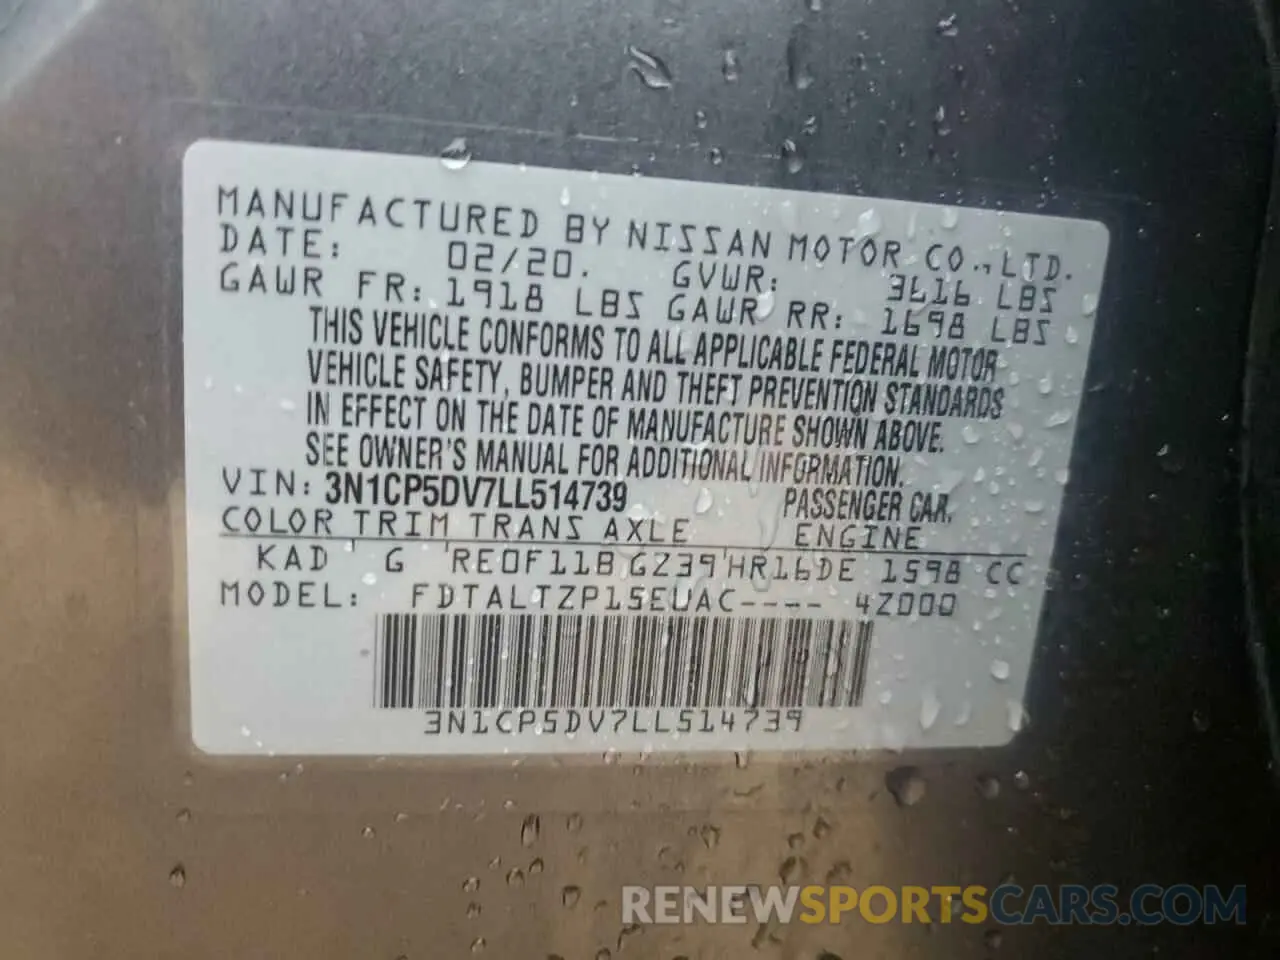 MANUFACTURED BY NISSAN MOTOR CO., LTD.
DATE: 02/20. GVWR: 3616 LBS
GAWR FR: 1918 LBS GAWR RR: 1698 LBS
THIS VEHICLE CONFORMS TO ALL APPLICABLE FEDERAL MOTOR
VEHICLE SAFETY, BUMPER AND THEFT PREVENTION STANDARDS
IN EFFECT ON THE DATE OF MANUFACTURE SHOWN ABOVE.
SEE OWNER'S MANUAL FOR ADDITIONAL INFORMATION.
VIN: 3N1CP5DV7LL514739 PASSENGER CAR.
COLOR TRIM TRANS AXLE ENGINE
KAD ' G 'RE0F11B G239'HR16DE 1598 CC
MODEL: FDTALTZP15EUAC---- 4Z000
3N1CP5DV7LL514739
RENEWSPORTSCARS.COM